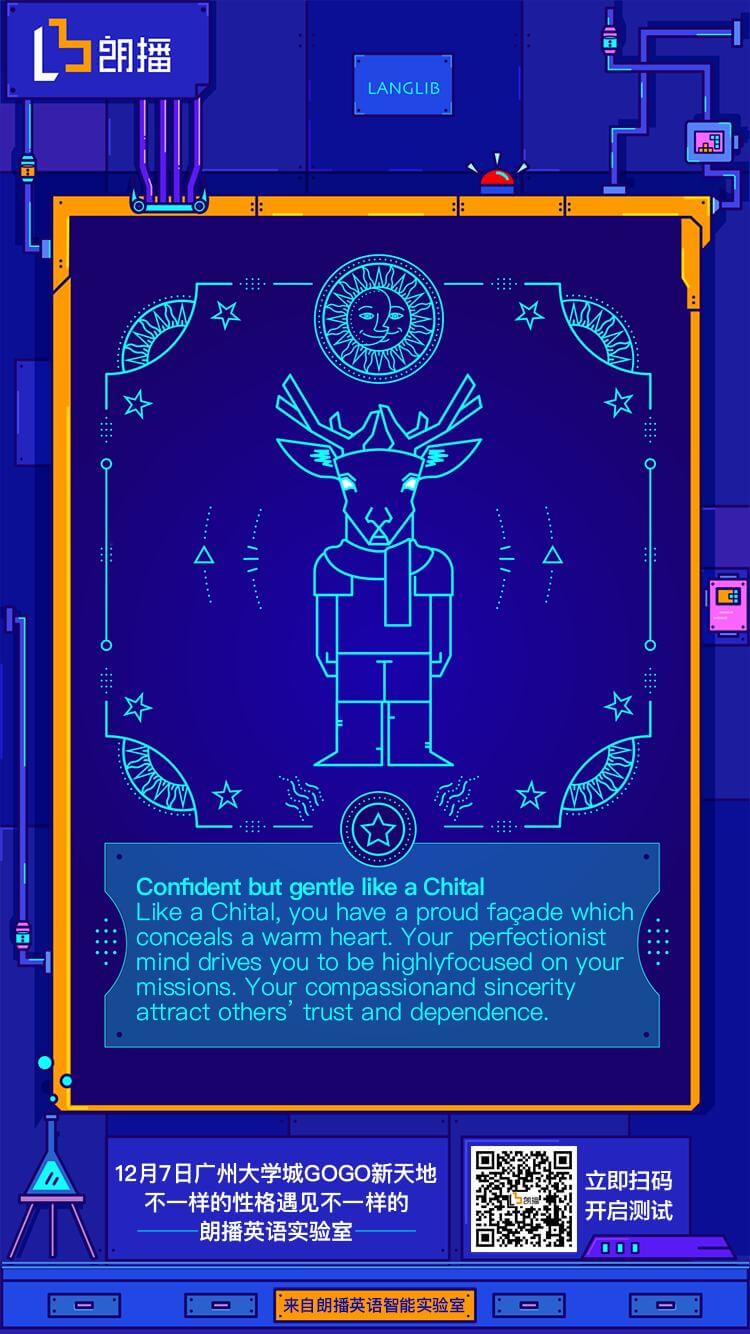 朗播
LANGLIB
Confident but gentle like a Chital
Like a Chital, you have a proud façade which
conceals a warm heart. Your  perfectionist
mind drives you to be highlyfocused on your
missions. Your compassionand sincerity
attract others’ trust and dependence.
12月7日广州大学城GOGO新天地
不一样的性格遇见不一样的
朗播英语实验室
朗播
立即扫码
开启测试
来自朗播英语智能实验室